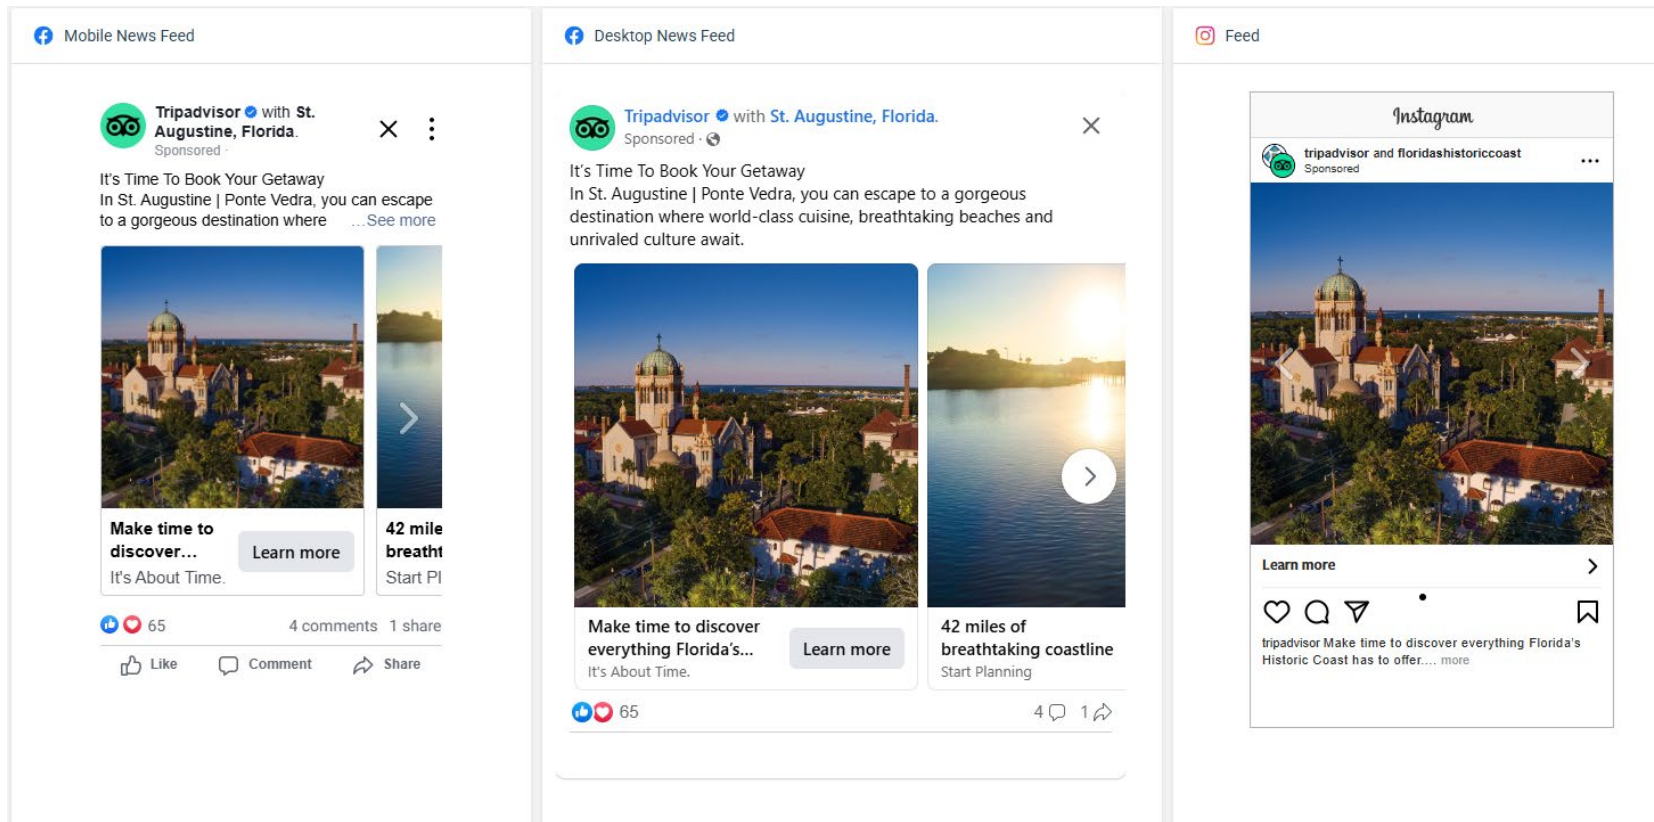 Mobile News Feed
Tripadvisor with St.
Augustine, Florida.
Sponsored ·
It's Time To Book Your Getaway
In St. Augustine | Ponte Vedra, you can escape
to a gorgeous destination where ...See more
Make time to
discover...
Learn more
It's About Time.
42 mile
breatht
Start Pl
65
4 comments 1 share
Like Comment Share
Desktop News Feed
Tripadvisor with St. Augustine, Florida.
Sponsored ·
It's Time To Book Your Getaway
In St. Augustine | Ponte Vedra, you can escape to a gorgeous
destination where world-class cuisine, breathtaking beaches and
unrivaled culture await.
Make time to discover
everything Florida's...
Learn more
It's About Time.
42 miles of
breathtaking coastline
Start Planning
65
4 1
Feed
Instagram
tripadvisor and floridashistoriccoast
Sponsored
Learn more
tripadvisor Make time to discover everything Florida's
Historic Coast has to offer.... more